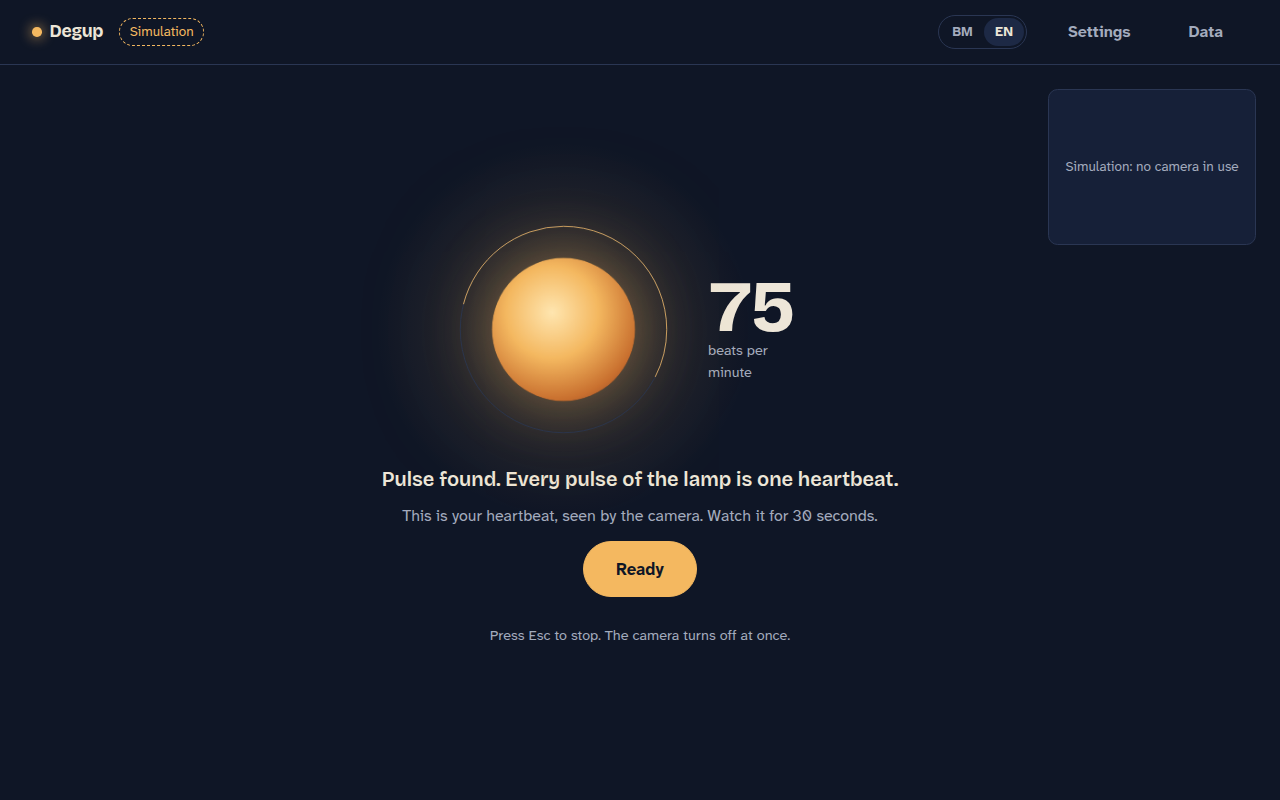 Degup
Simulation
BM
EN
Settings
Data
Simulation: no camera in use
75
beats per
minute
Pulse found. Every pulse of the lamp is one heartbeat.
This is your heartbeat, seen by the camera. Watch it for 30 seconds.
Ready
Press Esc to stop. The camera turns off at once.